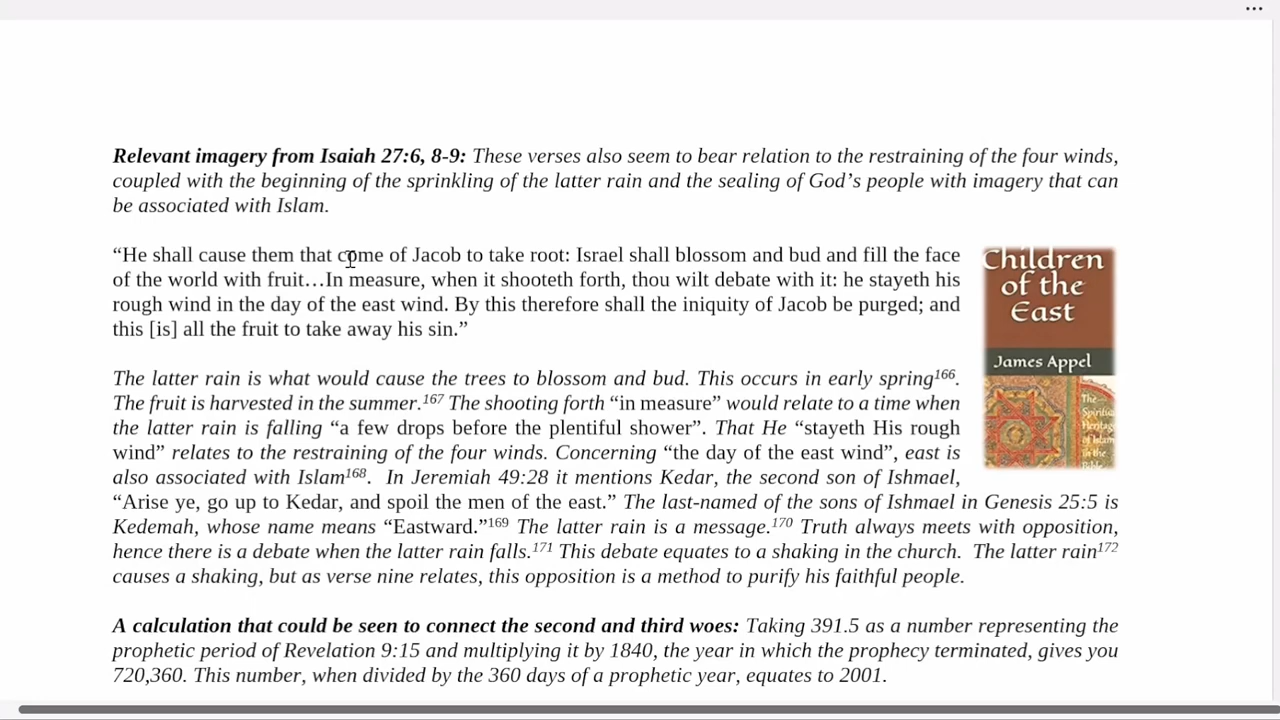 Relevant imagery from Isaiah 27:6, 8-9: These verses also seem to bear relation to the restraining of the four winds,
coupled with the beginning of the sprinkling of the latter rain and the sealing of God’s people with imagery that can
be associated with Islam.
“He shall cause them that come of Jacob to take root: Israel shall blossom and bud and fill the face
of the world with fruit…In measure, when it shooteth forth, thou wilt debate with it: he stayeth his
rough wind in the day of the east wind. By this therefore shall the iniquity of Jacob be purged; and
this [is] all the fruit to take away his sin.”
Children
of the
East
James Appel
The
Spiritual
Heritage
of Islam
in the
Bible
The latter rain is what would cause the trees to blossom and bud. This occurs in early spring166.
The fruit is harvested in the summer.167 The shooting forth “in measure” would relate to a time when
the latter rain is falling “a few drops before the plentiful shower”. That He “stayeth His rough
wind” relates to the restraining of the four winds. Concerning “the day of the east wind”, east is
also associated with Islam168. In Jeremiah 49:28 it mentions Kedar, the second son of Ishmael,
“Arise ye, go up to Kedar, and spoil the men of the east.” The last-named of the sons of Ishmael in Genesis 25:5 is
Kedemah, whose name means “Eastward.”169 The latter rain is a message.170 Truth always meets with opposition,
hence there is a debate when the latter rain falls.171 This debate equates to a shaking in the church. The latter rain172
causes a shaking, but as verse nine relates, this opposition is a method to purify his faithful people.
A calculation that could be seen to connect the second and third woes: Taking 391.5 as a number representing the
prophetic period of Revelation 9:15 and multiplying it by 1840, the year in which the prophecy terminated, gives you
720,360. This number, when divided by the 360 days of a prophetic year, equates to 2001.